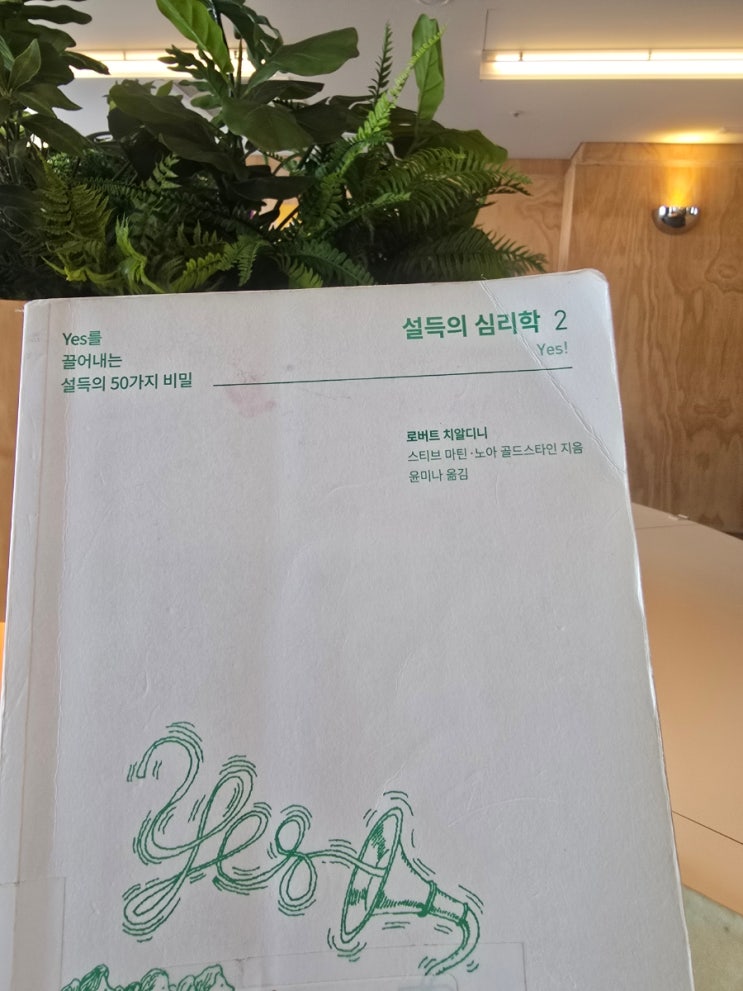 Yes를
끌어내는
설득의 50가지 비밀
설득의 심리학 2
Yes!
로버트 치알디니
스티브 마틴·노아 골드스타인 지음
윤미나 옮김
Yes